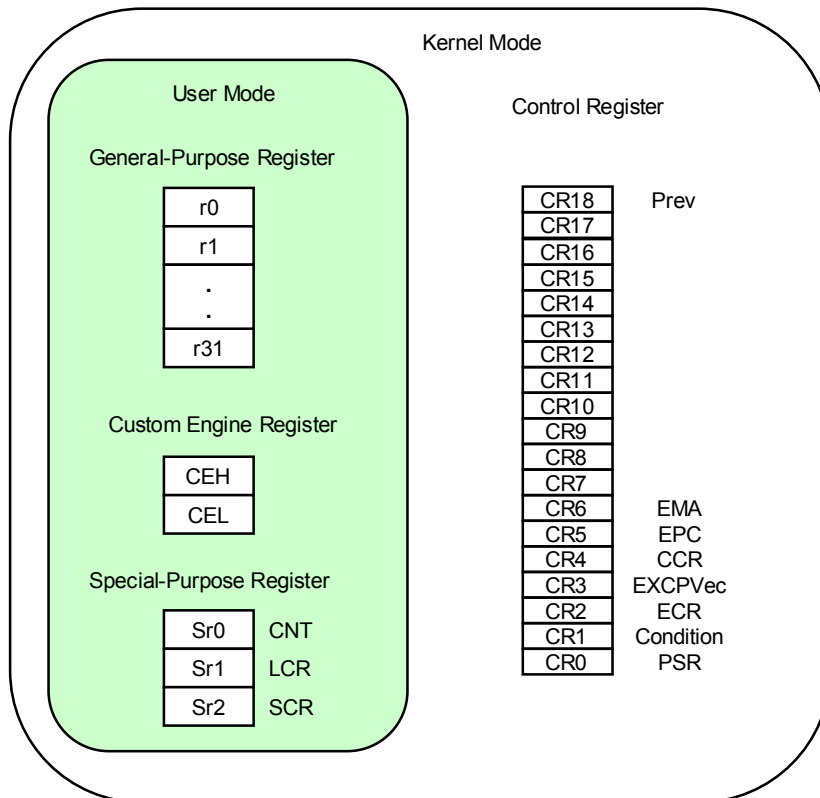 Kernel Mode
User Mode
General-Purpose Register
r0
r1
.
.
r31
Custom Engine Register
CEH
CEL
Special-Purpose Register
Sr0 CNT
Sr1 LCR
Sr2 SCR
Control Register
CR18 Prev
CR17
CR16
CR15
CR14
CR13
CR12
CR11
CR10
CR9
CR8
CR7
CR6 EMA
CR5 EPC
CR4 CCR
CR3 EXCPVec
CR2 ECR
CR1 Condition
CR0 PSR